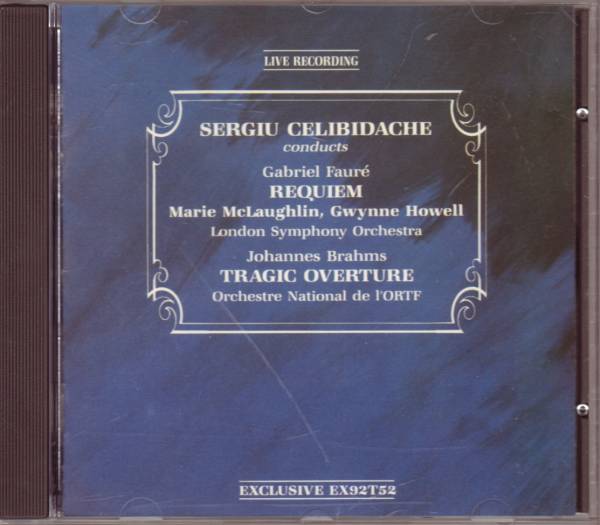 LIVE RECORDING
SERGIU CELIBIDACHE
conducts
Gabriel Fauré
REQUIEM
Marie McLaughlin, Gwynne Howell
London Symphony Orchestra
Johannes Brahms
TRAGIC OVERTURE
Orchestre National de l'ORTF
EXCLUSIVE EX92T52